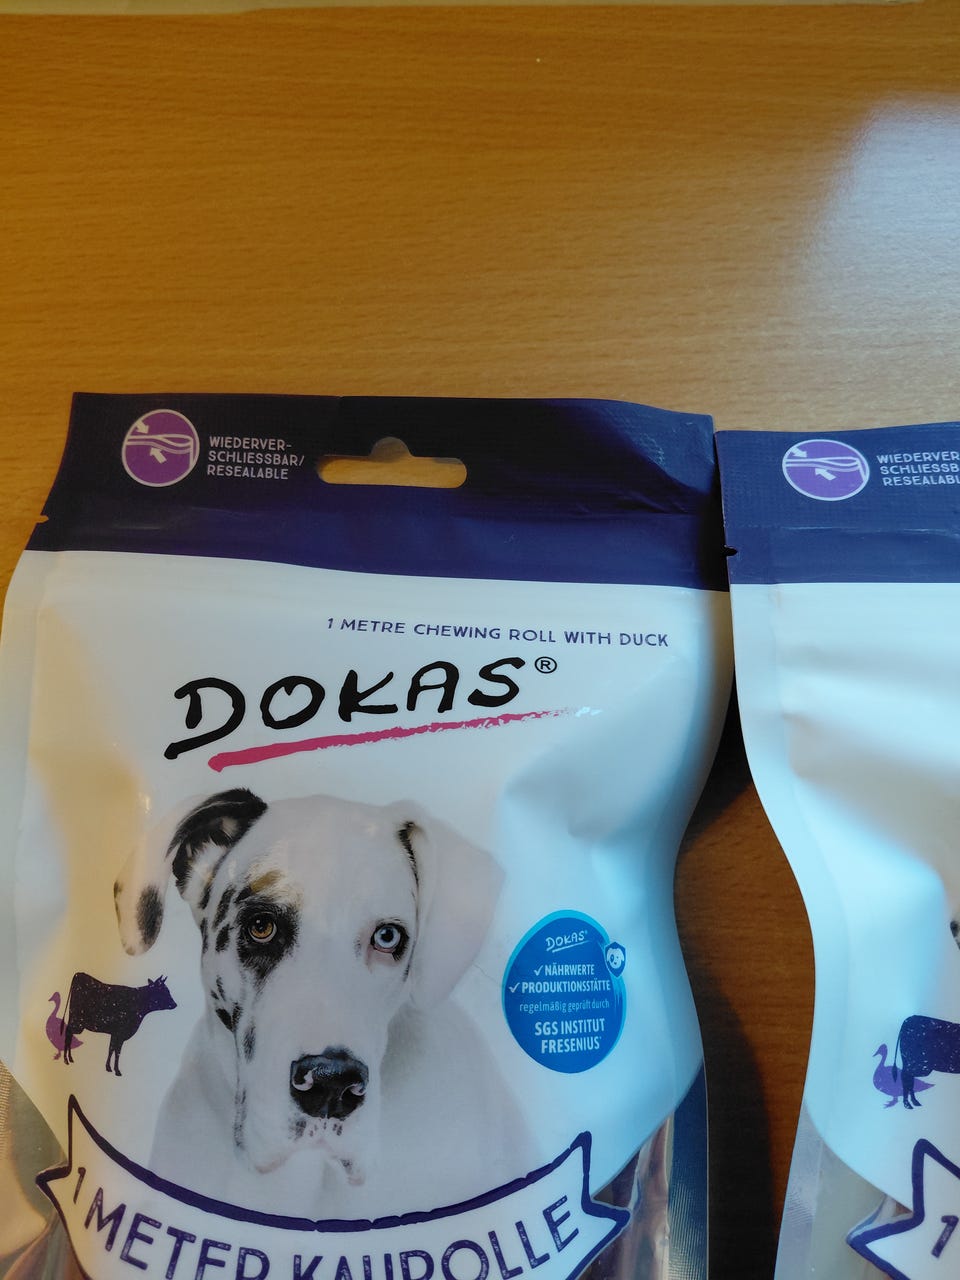 WIEDERVER-
SCHLIESSBAR/
RESEALABLE
1 METRE CHEWING ROLL WITH DUCK
DOKAS®
DOKAS®
✓ NÄHRWERTE
✓ PRODUKTIONSSTÄTTE
regelmäßig geprüft durch
SGS INSTITUT
FRESENIUS
1 METER KAUROLLE
WIEDERVER
SCHLIESSB
RESEALABL
1